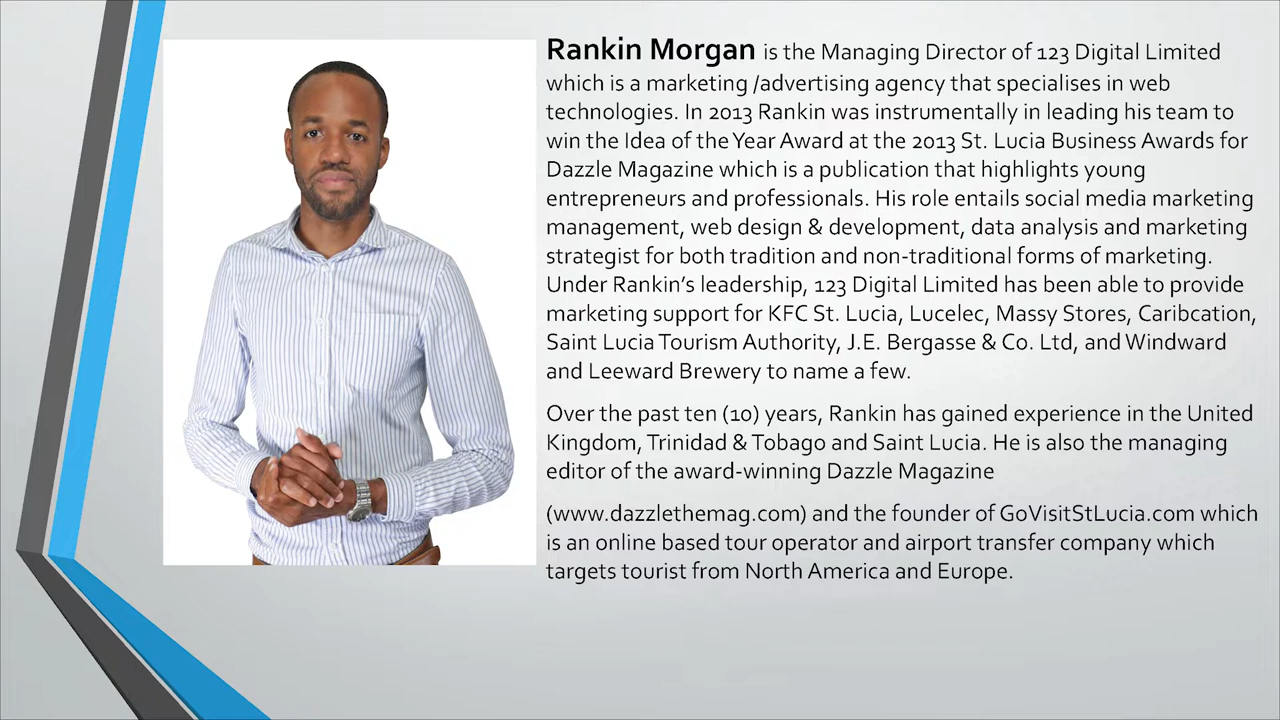 Rankin Morgan is the Managing Director of 123 Digital Limited
which is a marketing /advertising agency that specialises in web
technologies. In 2013 Rankin was instrumentally in leading his team to
win the Idea of the Year Award at the 2013 St. Lucia Business Awards for
Dazzle Magazine which is a publication that highlights young
entrepreneurs and professionals. His role entails social media marketing
management, web design & development, data analysis and marketing
strategist for both tradition and non-traditional forms of marketing.
Under Rankin’s leadership, 123 Digital Limited has been able to provide
marketing support for KFC St. Lucia, Lucelec, Massy Stores, Caribcation,
Saint Lucia Tourism Authority, J.E. Bergasse & Co. Ltd, and Windward
and Leeward Brewery to name a few.
Over the past ten (10) years, Rankin has gained experience in the United
Kingdom, Trinidad & Tobago and Saint Lucia. He is also the managing
editor of the award-winning Dazzle Magazine
(www.dazzlethemag.com) and the founder of GoVisitStLucia.com which
is an online based tour operator and airport transfer company which
targets tourist from North America and Europe.